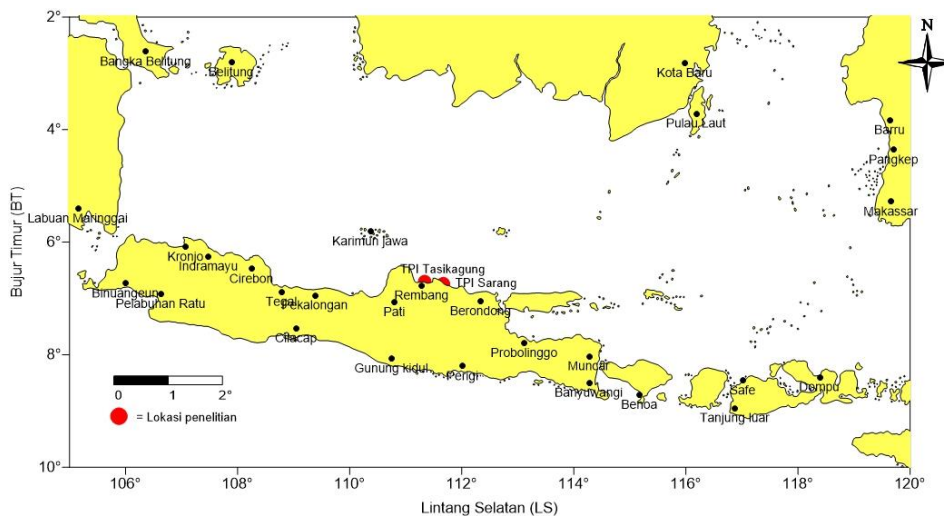 2°
4°
6°
8°
10°
Bujur Timur (BT)
N
Bangka Belitung
Belitung
Kota Baru
Pulau Laut
Barru
Pangkep
Makassar
Labuan Maringgai
Karimun jawa
Kronjo
Indramayu
Cirebon
TPI Tasikagung
TPI Sarang
Binuangeun
Pelabuhan Ratu
Tegal
Pekalongan
Rembang
Pati
Berondong
Cilacap
Probolinggo
Gunung kidul
Perigi
Muncar
Banyuwangi
Benoa
Safe
Dompu
Tanjung luar
0 1 2°
= Lokasi penelitian
106° 108° 110° 112° 114° 116° 118° 120°
Lintang Selatan (LS)